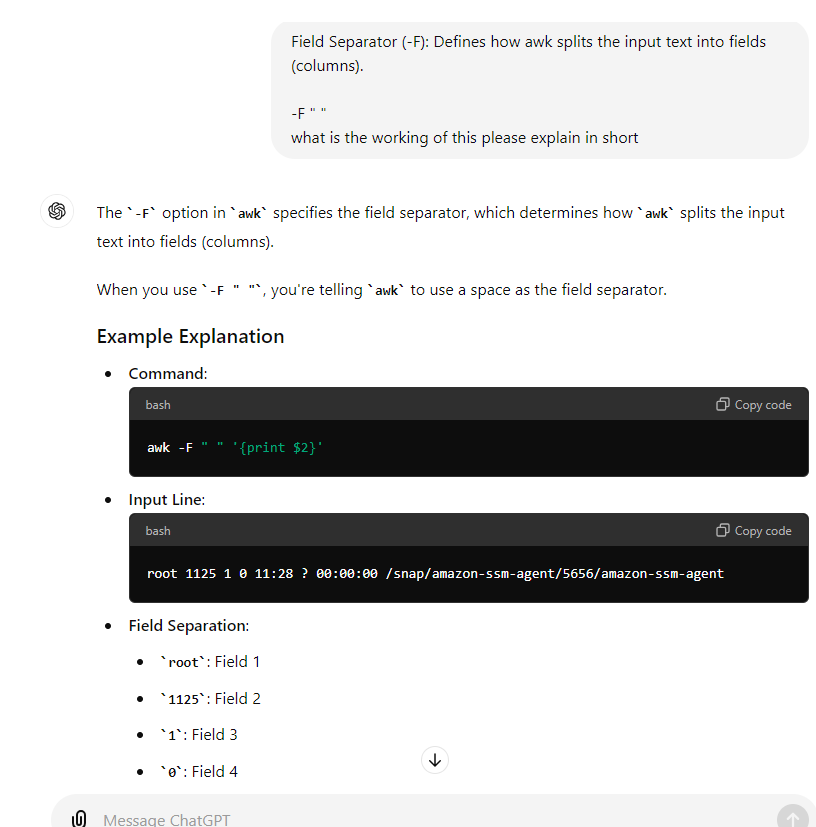 Field Separator (-F): Defines how awk splits the input text into fields
(columns).
-F " "
what is the working of this please explain in short
The `-F` option in `awk` specifies the field separator, which determines how `awk` splits the input
text into fields (columns).
When you use `-F " "`, you're telling `awk` to use a space as the field separator.
Example Explanation
• Command:
bash Copy code
awk -F " " '{print $2}'
• Input Line:
bash Copy code
root 1125 1 0 11:28 ? 00:00:00 /snap/amazon-ssm-agent/5656/amazon-ssm-agent
• Field Separation:
• `root`: Field 1
• `1125`: Field 2
• `1`: Field 3
• `0`: Field 4
Message ChatGPT